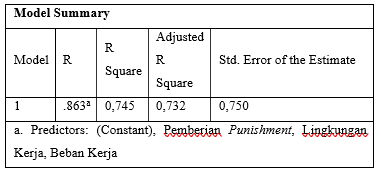 Model Summary
Model R R Square Adjusted R Square Std. Error of the Estimate
1 .863ª 0,745 0,732 0,750
a. Predictors: (Constant), Pemberian Punishment, Lingkungan
Kerja, Beban Kerja